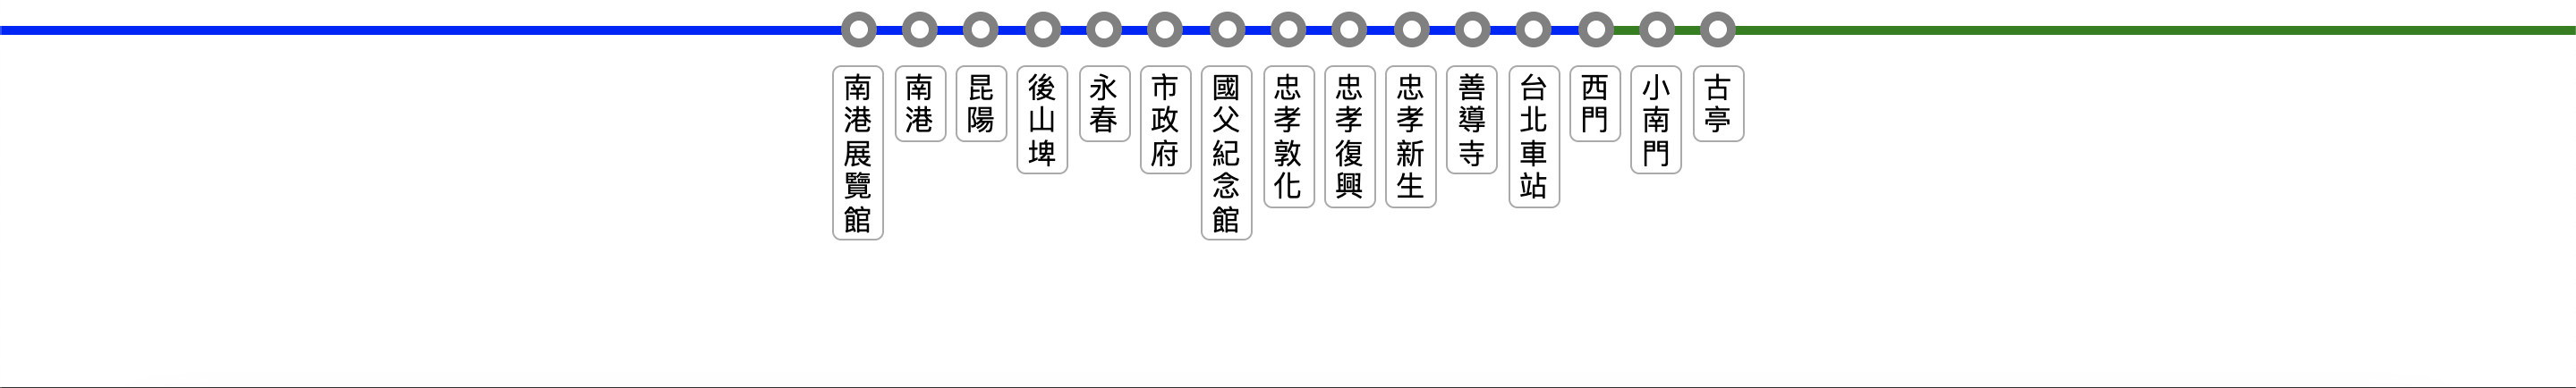 南港展覽館
南港
昆陽
後山埤
永春
市政府
國父紀念館
忠孝敦化
忠孝復興
忠孝新生
善導寺
台北車站
西門
小南門
古亭